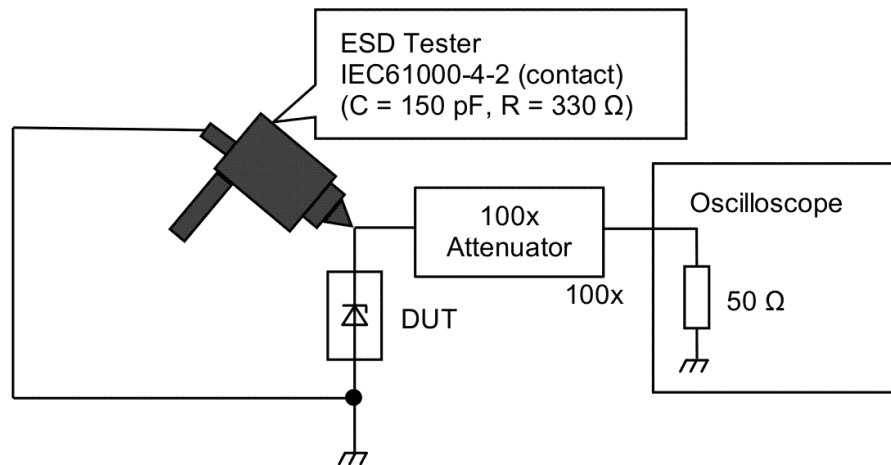 ESD Tester
IEC61000-4-2 (contact)
(C = 150 pF, R = 330 Ω)
100x
Attenuator
100x
Oscilloscope
50 Ω
DUT